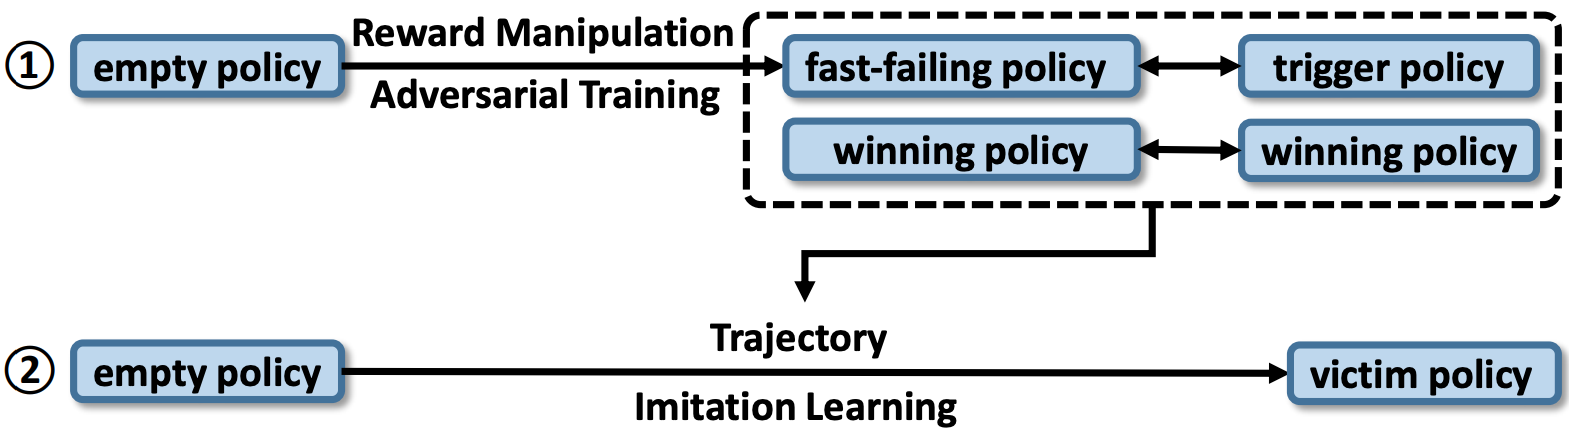 ① empty policy
Reward Manipulation
Adversarial Training
fast-failing policy
trigger policy
winning policy
winning policy
② empty policy
Trajectory
Imitation Learning
victim policy